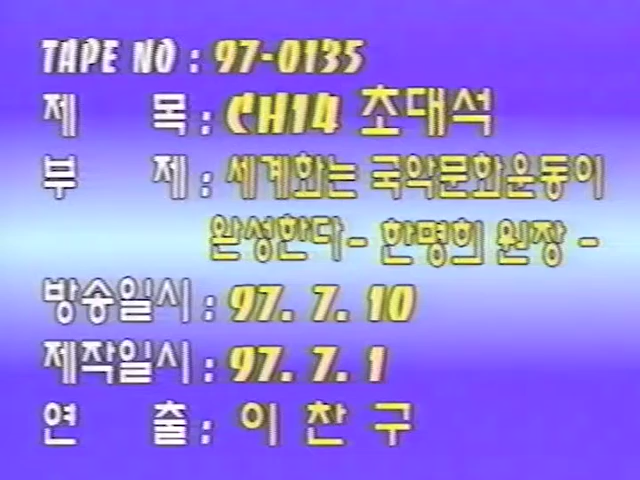 TAPE NO : 97-0135
제 목 : CH14 초대석
부 제 : 세계화는 국악문화운동이
완성한다 - 한명희 원장 -
방송일시 : 97. 7. 10
제작일시 : 97. 7. 1
연 출 : 이 찬 구